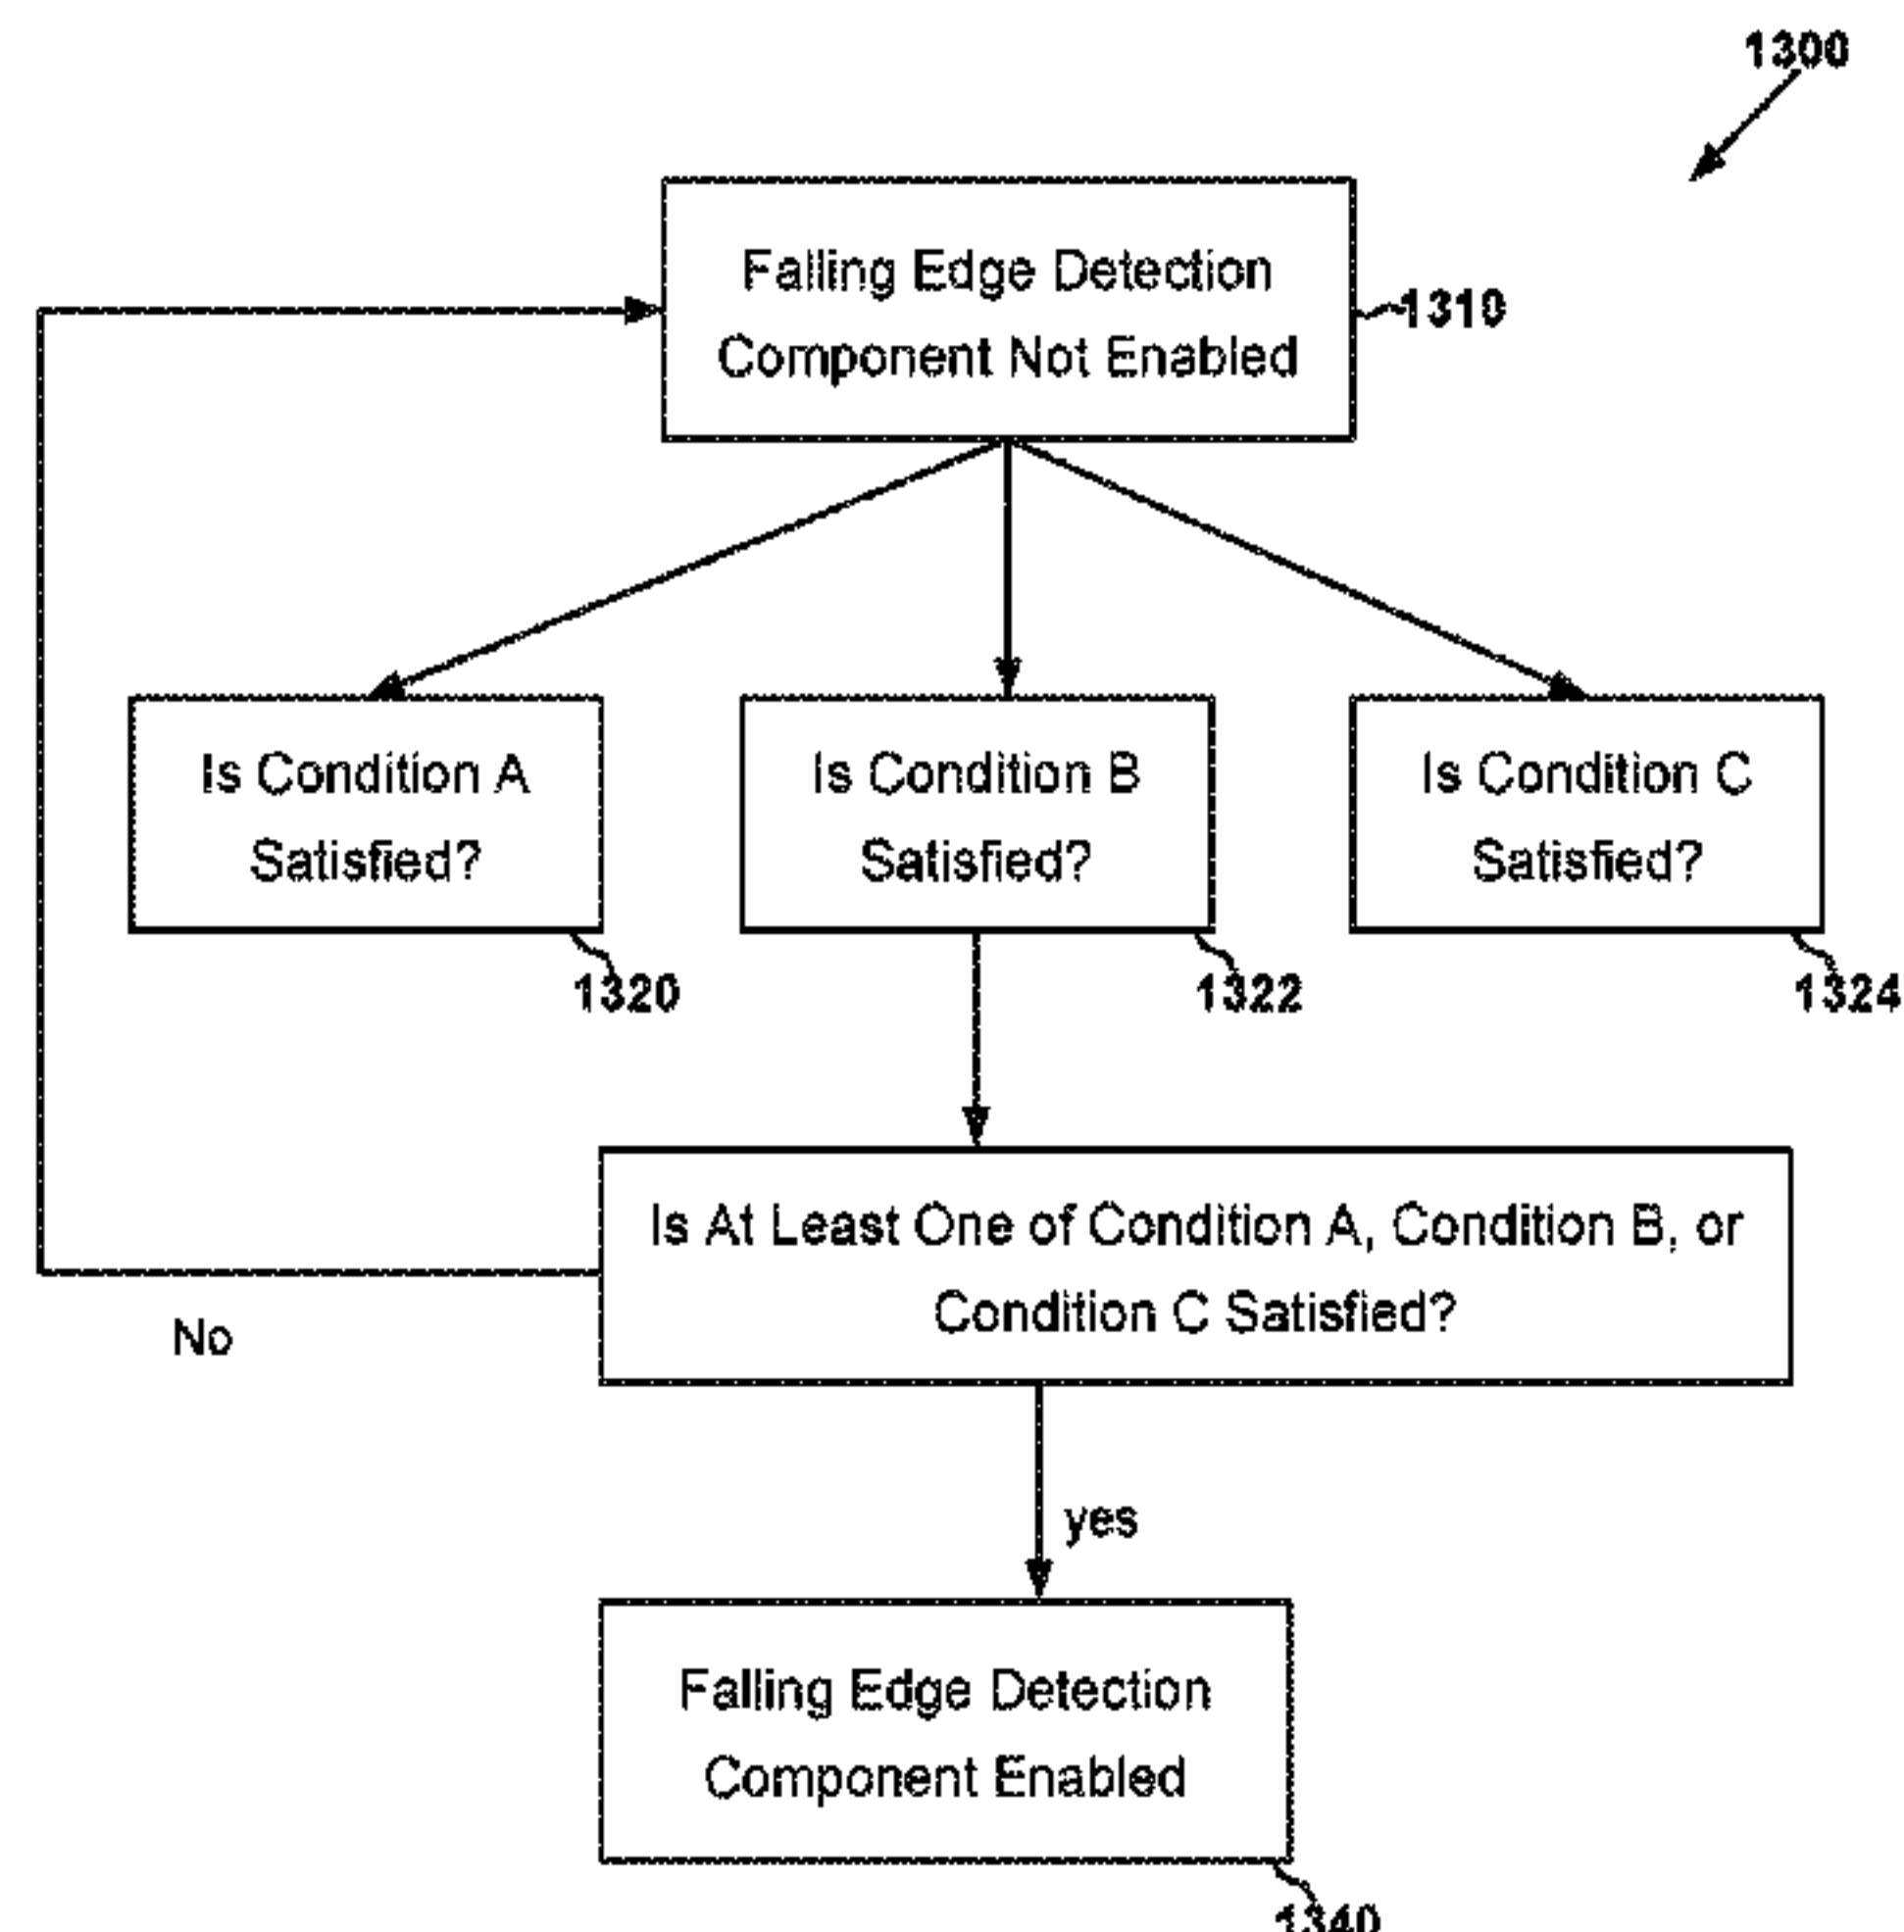 1300
Falling Edge Detection
Component Not Enabled
1310
Is Condition A
Satisfied?
Is Condition B
Satisfied?
Is Condition C
Satisfied?
1320
1322
1324
Is At Least One of Condition A, Condition B, or
Condition C Satisfied?
No
yes
Falling Edge Detection
Component Enabled
1340